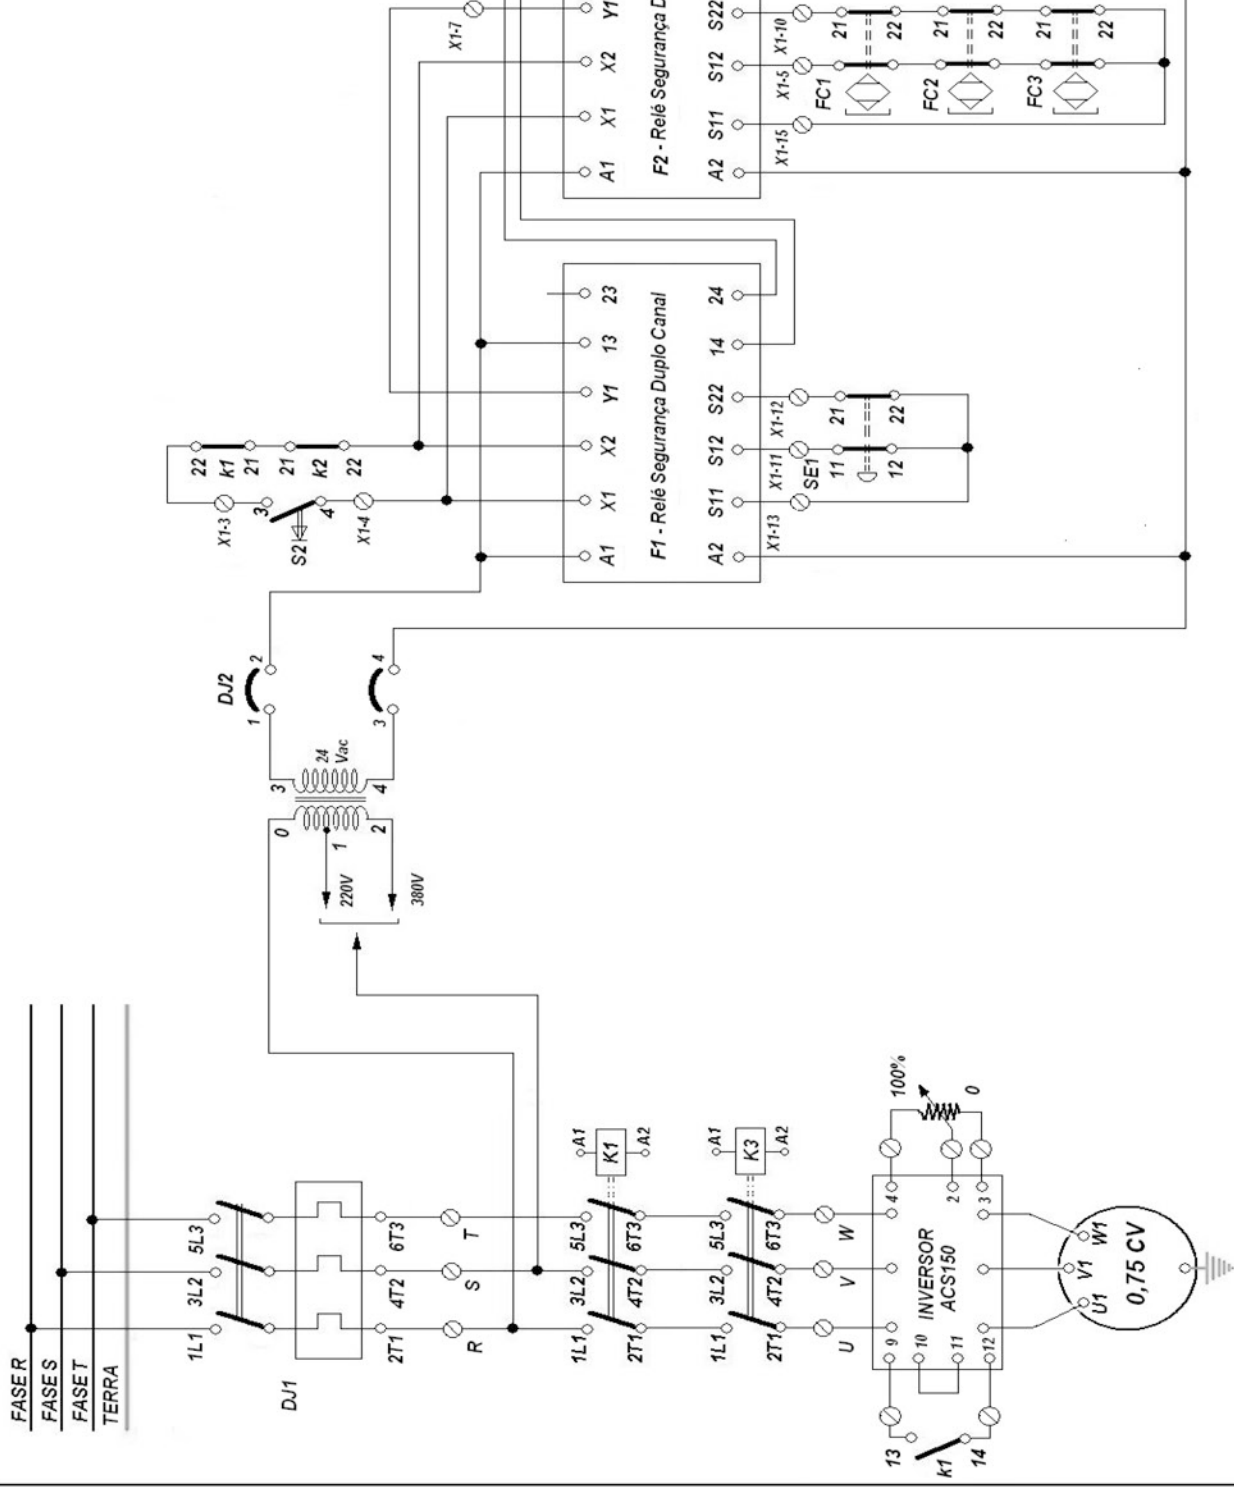 FASE R
FASE S
FASE T
TERRA
1L1
3L2
5L3
DJ1
2T1
4T2
6T3
R
S
T
1L1
3L2
5L3
2T1
4T2
6T3
A1
K1
A2
1L1
3L2
5L3
2T1
4T2
6T3
A1
K3
A2
U
V
W
INVERSOR
ACS150
9
10
11
12
4
2
3
100%
0
13
k1
14
U1
V1
W1
0,75 CV
0
1
2
220V
380V
3
4
24
Vac
DJ2
1
2
3
4
X1-3
3
4
S2
X1-4
22
k1
21
21
k2
22
A1
X1
X2
Y1
13
23
F1 - Relé Segurança Duplo Canal
A2
S11
S12
S22
14
24
X1-13
X1-11
X1-12
SE1
11
12
21
22
X1-7
A1
X1
X2
Y1
F2 - Relé Segurança D
A2
S11
S12
S22
X1-15
X1-5
X1-10
FC1
FC2
FC3
21
22
21
22
21
22